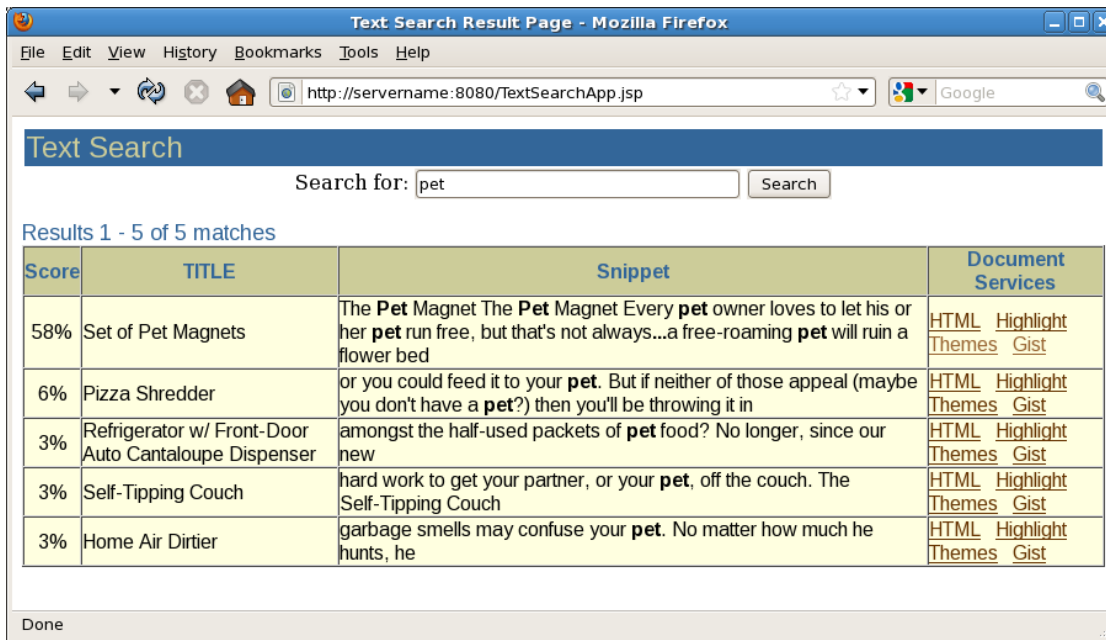 Text Search Result Page - Mozilla Firefox
File Edit View History Bookmarks Tools Help
http://servername:8080/TextSearchApp.jsp
Google
Text Search
Search for: pet Search
Results 1 - 5 of 5 matches
Score TITLE Snippet Document Services
58% Set of Pet Magnets
The Pet Magnet The Pet Magnet Every pet owner loves to let his or
her pet run free, but that's not always...a free-roaming pet will ruin a
flower bed
HTML Highlight
Themes Gist
6% Pizza Shredder
or you could feed it to your pet. But if neither of those appeal (maybe
you don't have a pet?) then you'll be throwing it in
HTML Highlight
Themes Gist
3%
Refrigerator w/ Front-Door
Auto Cantaloupe Dispenser
amongst the half-used packets of pet food? No longer, since our
new
HTML Highlight
Themes Gist
3% Self-Tipping Couch
hard work to get your partner, or your pet, off the couch. The
Self-Tipping Couch
HTML Highlight
Themes Gist
3% Home Air Dirtier
garbage smells may confuse your pet. No matter how much he
hunts, he
HTML Highlight
Themes Gist
Done